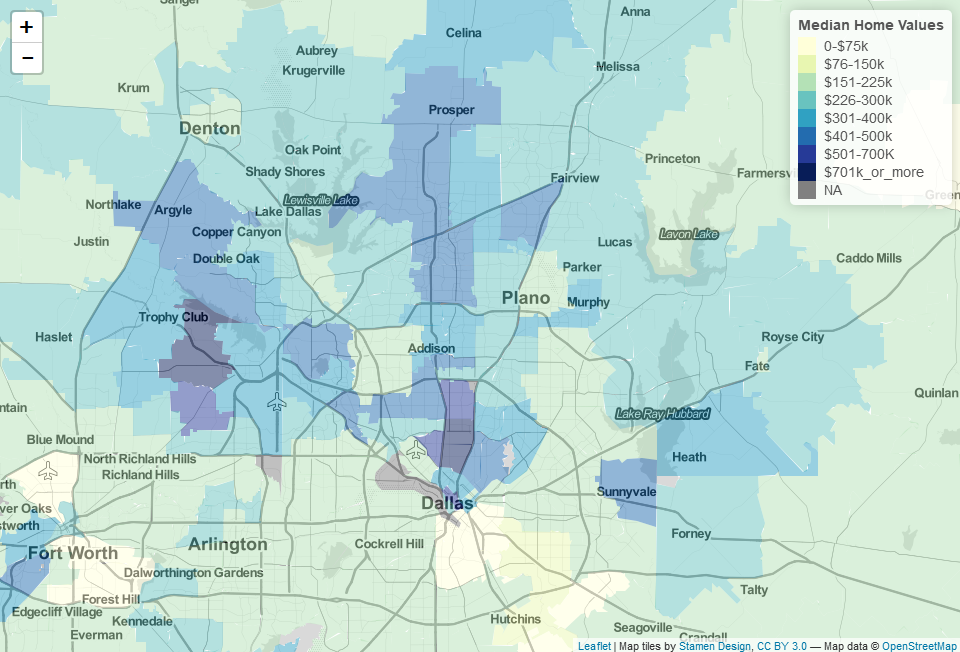 Sanger
Anna
+
−
Median Home Values
0-$75k
$76-150k
$151-225k
$226-300k
$301-400k
$401-500k
$501-700K
$701k_or_more
NA
Celina
Aubrey
Krugerville
Melissa
Krum
Prosper
Denton
Oak Point
Princeton
Shady Shores
Farmersv
Fairview
Northlake
Argyle
Lewisville Lake
Lake Dallas
Green
Justin
Copper Canyon
Lucas
Lavon Lake
Double Oak
Parker
Caddo Mills
Plano
Murphy
Trophy Club
Haslet
Addison
Royse City
Fate
Quinlan
ntain
Lake Ray Hubbard
Blue Mound
North Richland Hills
Richland Hills
Heath
rth
Sunnyvale
ver Oaks
Dallas
stworth
Forney
Fort Worth
Arlington
Cockrell Hill
Dalworthington Gardens
Talty
Forest Hill
Edgecliff Village
Kennedale
Hutchins
Everman
Seagoville
Crandall
Leaflet | Map tiles by Stamen Design, CC BY 3.0 — Map data © OpenStreetMap